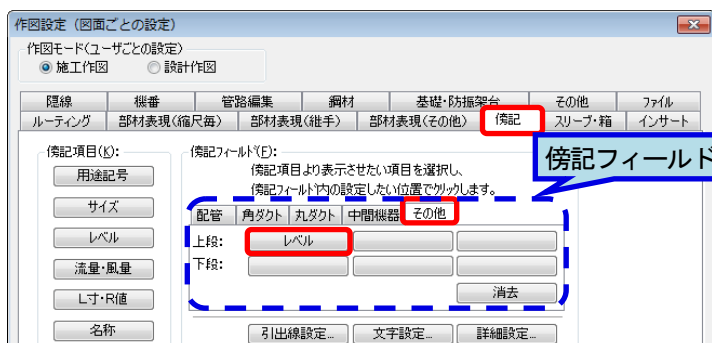 作図設定（図面ごとの設定）
作図モード(ユーザごとの設定)
施工作図 設計作図
隠線 機番 管路編集 鋼材 基礎・防振架台 その他 ファイル
ルーティング 部材表現(縮尺毎) 部材表現(継手) 部材表現(その他) 傍記 スリーブ・箱 インサート
傍記項目(K):
用途記号
サイズ
レベル
流量・風量
L寸・R値
名称
傍記フィールド(F):
傍記項目より表示させたい項目を選択し、
傍記フィールド内の設定したい位置でクリックします。
傍記フィールド
配管 角ダクト 丸ダクト 中間機器 その他
上段: レベル
下段:
消去
引出線設定... 文字設定... 詳細設定...